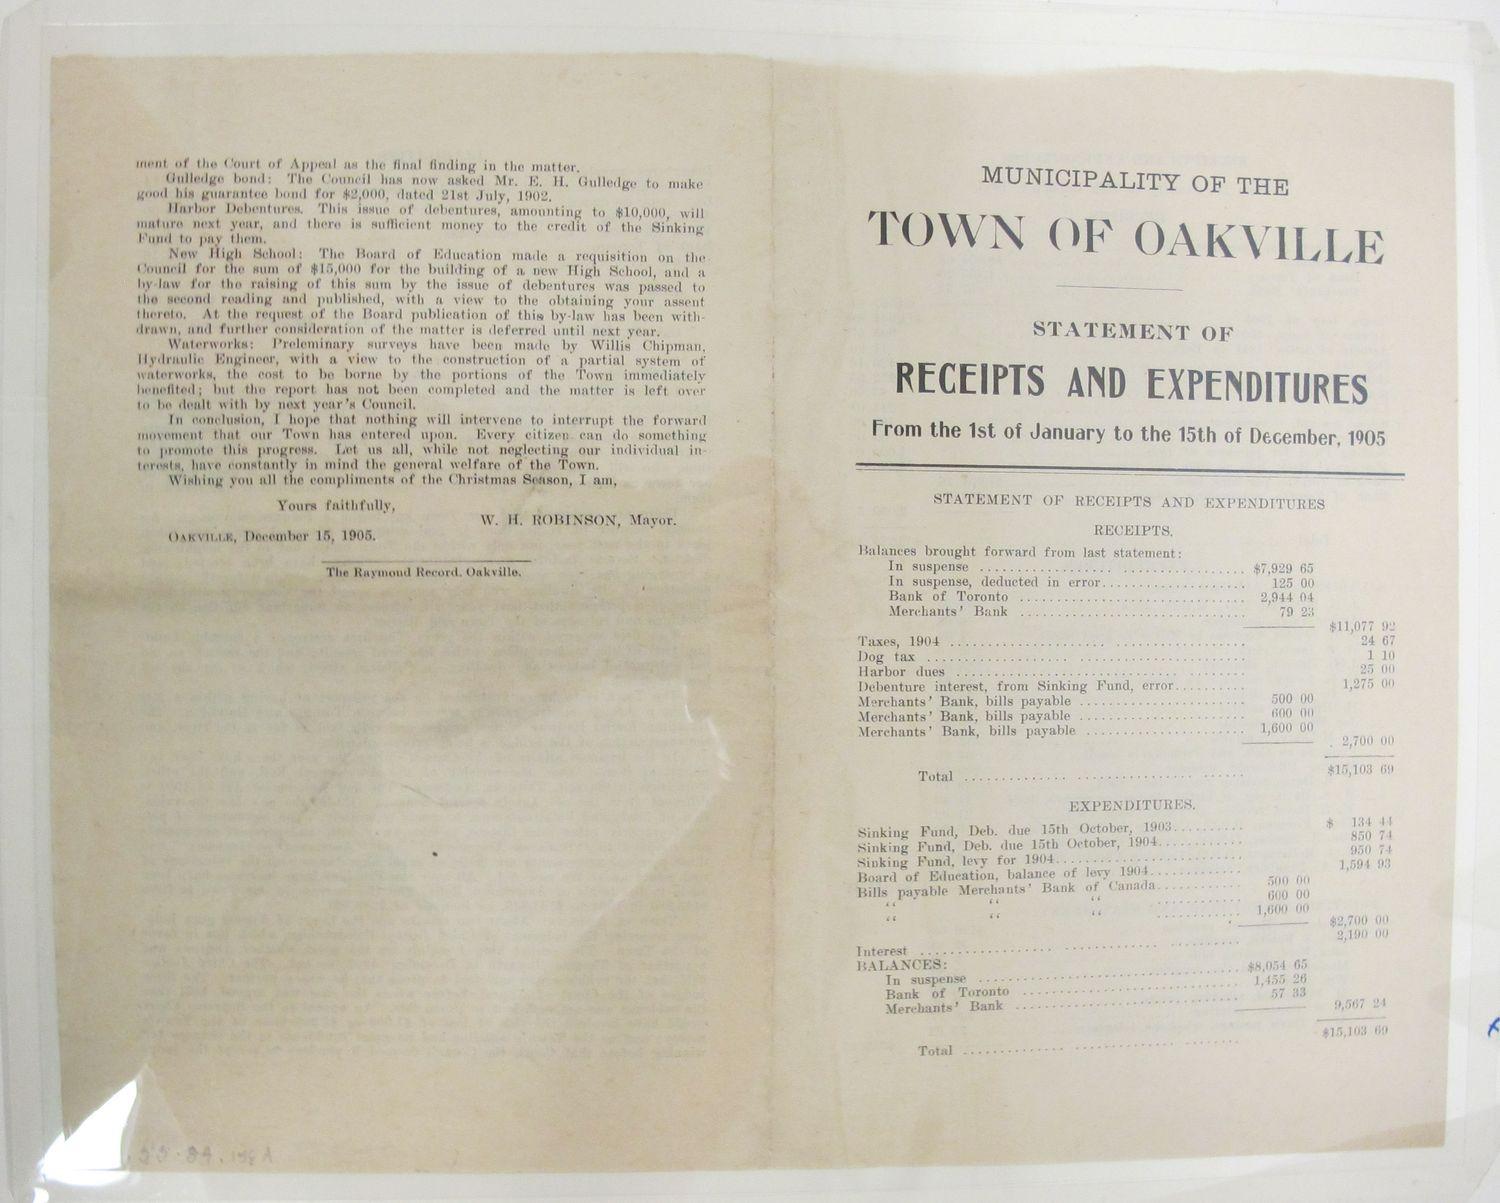 ment of the Court of Appeal as the final finding in the matter.
Gulledge bond: The Council has now asked Mr. E. H. Gulledge to make
good his guarantee bond for $2,000, dated 21st July, 1902.
Harbor Debentures. This issue of debentures, amounting to $10,000, will
mature next year, and there is sufficient money to the credit of the Sinking
Fund to pay them.
New High School: The Board of Education made a requisition on the
Council for the sum of $15,000 for the building of a new High School, and a
by-law for the raising of this sum by the issue of debentures was passed to
the second reading and published, with a view to the obtaining your assent
thereto. At the request of the Board publication of this by-law has been with-
drawn, and further consideration of the matter is deferred until next year.
Waterworks: Preleminary surveys have been made by Willis Chipman,
Hydraulic Engineer, with a view to the construction of a partial system of
waterworks, the cost to be borne by the portions of the Town immediately
benefited; but the report has not been completed and the matter is left over
to be dealt with by next year's Council.
In conclusion, I hope that nothing will intervene to interrupt the forward
movement that our Town has entered upon. Every citizen can do something
to promote this progress. Let us all, while not neglecting our individual in-
terests, have constantly in mind the general welfare of the Town.
Wishing you all the compliments of the Christmas Season, I am,
Yours faithfully,
W. H. ROBINSON, Mayor.
OAKVILLE, December 15, 1905.
The Raymond Record, Oakville.
MUNICIPALITY OF THE
TOWN OF OAKVILLE
STATEMENT OF
RECEIPTS AND EXPENDITURES
From the 1st of January to the 15th of December, 1905
STATEMENT OF RECEIPTS AND EXPENDITURES
RECEIPTS.
Balances brought forward from last statement:
In suspense ........ $7,929 65
In suspense, deducted in error........ 125 00
Bank of Toronto ........ 2,944 04
Merchants' Bank ........ 79 23
$11,077 92
Taxes, 1904 ........ 24 67
Dog tax ........ 1 10
Harbor dues ........ 25 00
Debenture interest, from Sinking Fund, error........ 1,275 00
Merchants' Bank, bills payable ........ 500 00
Merchants' Bank, bills payable ........ 600 00
Merchants' Bank, bills payable ........ 1,600 00
2,700 00
Total ........ $15,103 69
EXPENDITURES.
Sinking Fund, Deb. due 15th October, 1903........ $ 134 44
Sinking Fund, Deb. due 15th October, 1904........ 850 74
Sinking Fund, levy for 1904........ 950 74
Board of Education, balance of levy 1904........ 1,594 93
Bills payable Merchants' Bank of Canada........ 500 00
" " " ........ 600 00
" " " ........ 1,600 00
$2,700 00
Interest ........ 2,190 00
BALANCES:
In suspense ........ $8,054 65
Bank of Toronto ........ 1,455 26
Merchants' Bank ........ 57 33
9,567 24
Total ........ $15,103 69